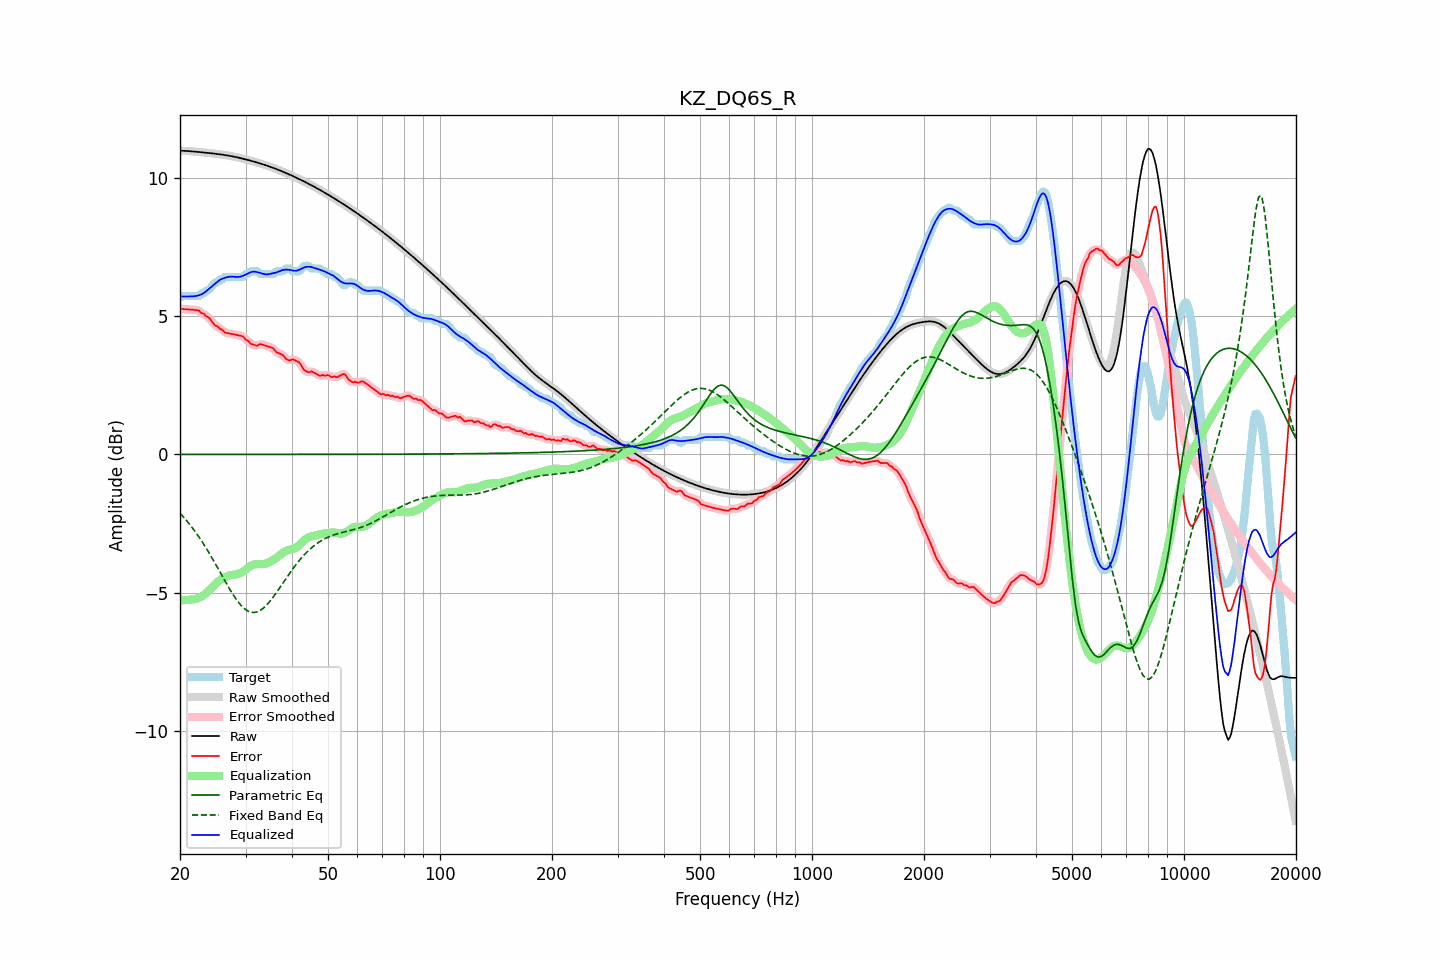 KZ_DQ6S_R
Amplitude (dBr)
10
5
0
−5
−10
Target
Raw Smoothed
Error Smoothed
Raw
Error
Equalization
Parametric Eq
Fixed Band Eq
Equalized
20 50 100 200 500 1000 2000 5000 10000 20000
Frequency (Hz)